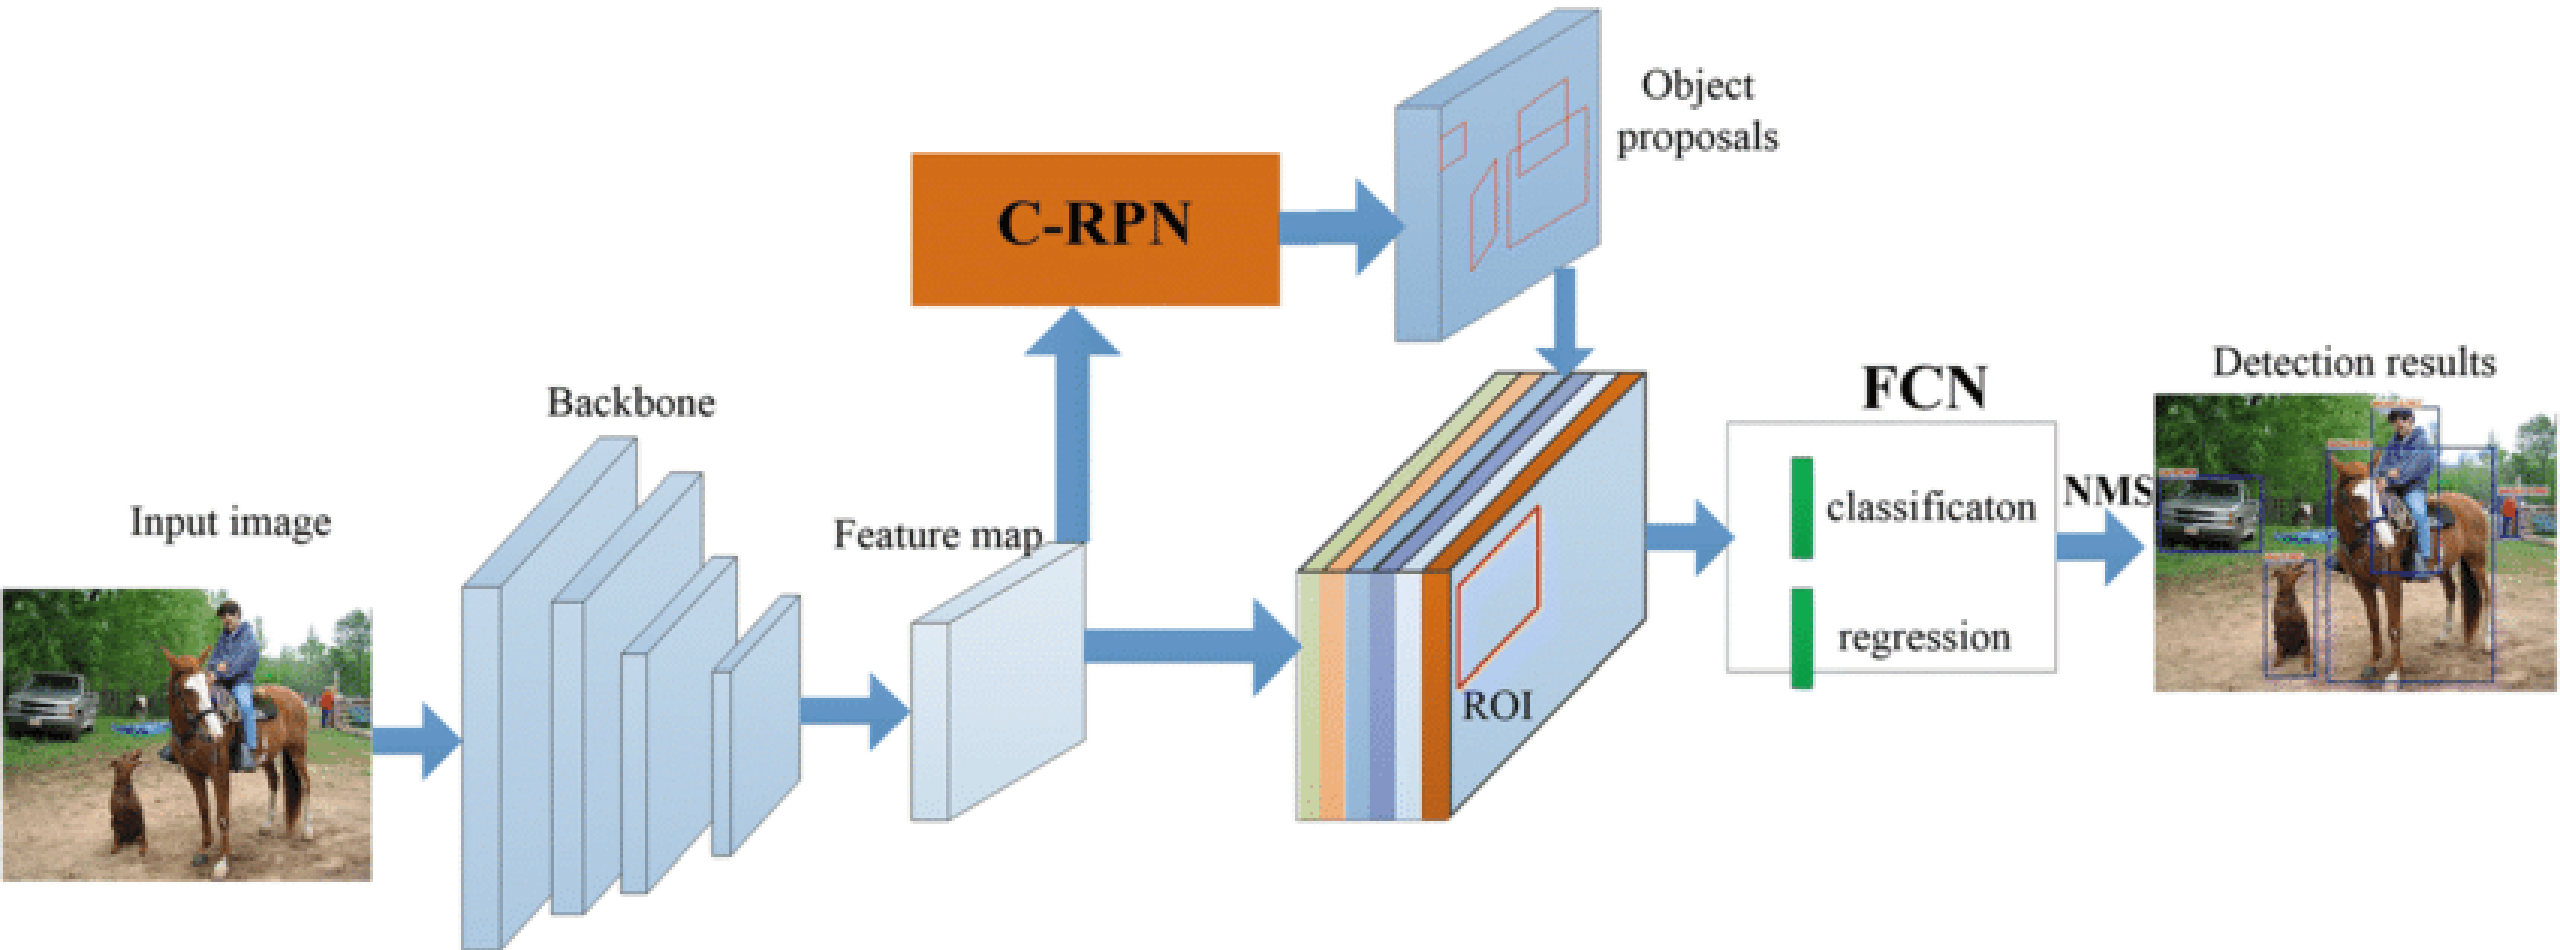 Input image
Backbone
Feature map
C-RPN
Object
proposals
ROI
FCN
classificaton
regression
NMS
Detection results